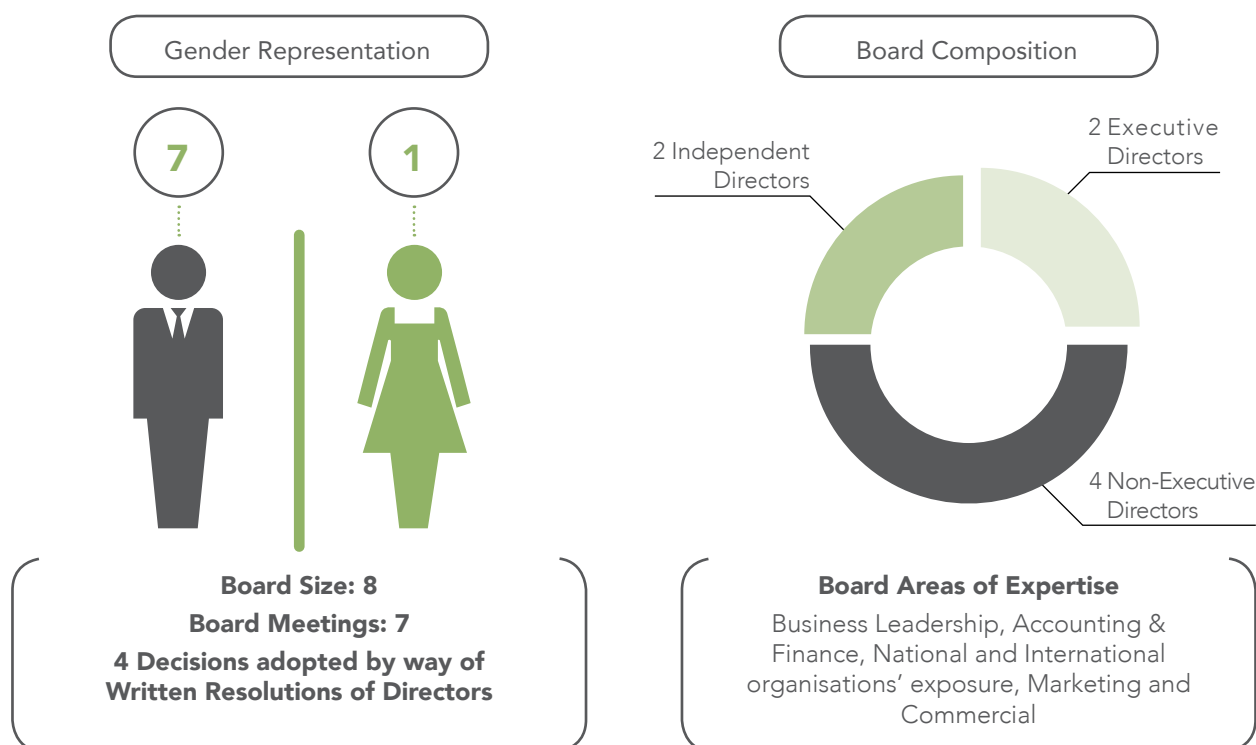 Gender Representation
7
1
Board Size: 8
Board Meetings: 7
4 Decisions adopted by way of
Written Resolutions of Directors
Board Composition
2 Independent
Directors
2 Executive
Directors
4 Non-Executive
Directors
Board Areas of Expertise
Business Leadership, Accounting &
Finance, National and International
organisations’ exposure, Marketing and
Commercial